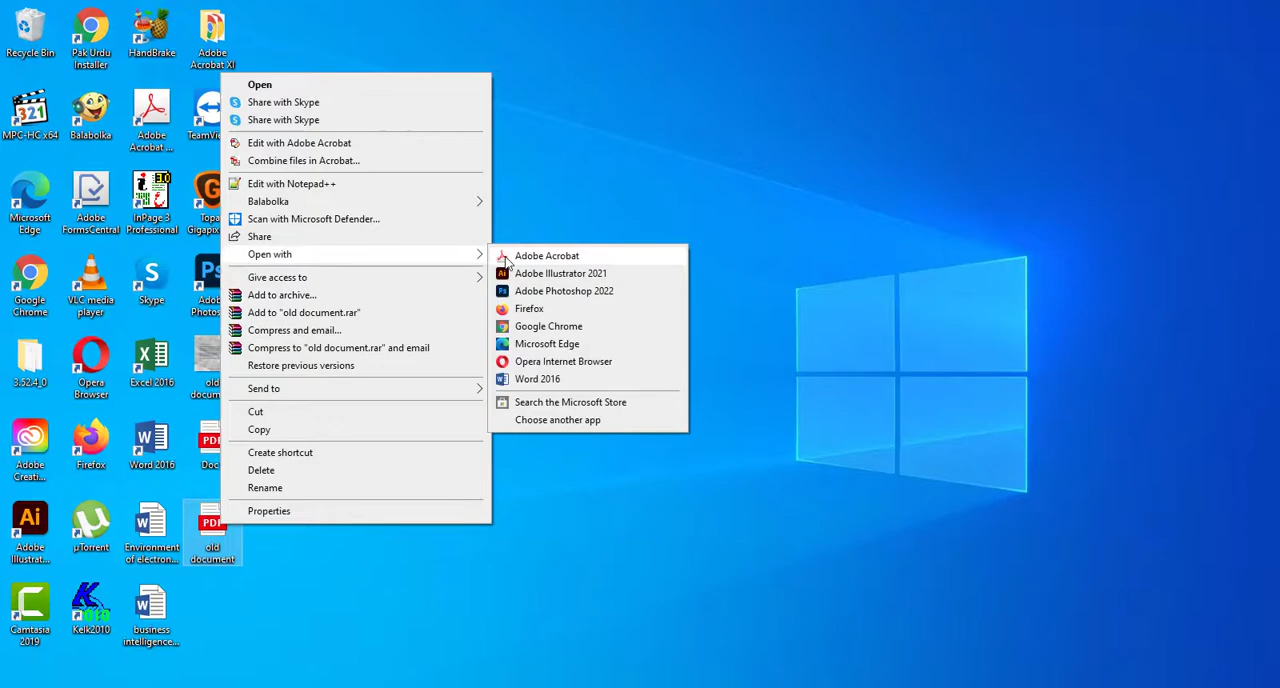 Recycle Bin
Pak Urdu
Installer
HandBrake
Adobe
Acrobat XI
MPC-HC x64
Balabolka
Adobe
Acrobat ...
Microsoft
Edge
Adobe
FormsCentral
InPage 3
Professional
Google
Chrome
VLC media
player
Skype
3.52.4_0
Opera
Browser
Excel 2016
old
Adobe
Creati...
Firefox
Word 2016
Adobe
Illustrat...
µTorrent
Environment
of electron...
old
document
Camtasia
2019
Kelk2010
business
intelligence...
Open
Share with Skype
Share with Skype
Edit with Adobe Acrobat
Combine files in Acrobat...
Edit with Notepad++
Balabolka
Scan with Microsoft Defender...
Share
Open with
Give access to
Add to archive...
Add to "old document.rar"
Compress and email...
Compress to "old document.rar" and email
Restore previous versions
Send to
Cut
Copy
Create shortcut
Delete
Rename
Properties
Adobe Acrobat
Adobe Illustrator 2021
Adobe Photoshop 2022
Firefox
Google Chrome
Microsoft Edge
Opera Internet Browser
Word 2016
Search the Microsoft Store
Choose another app